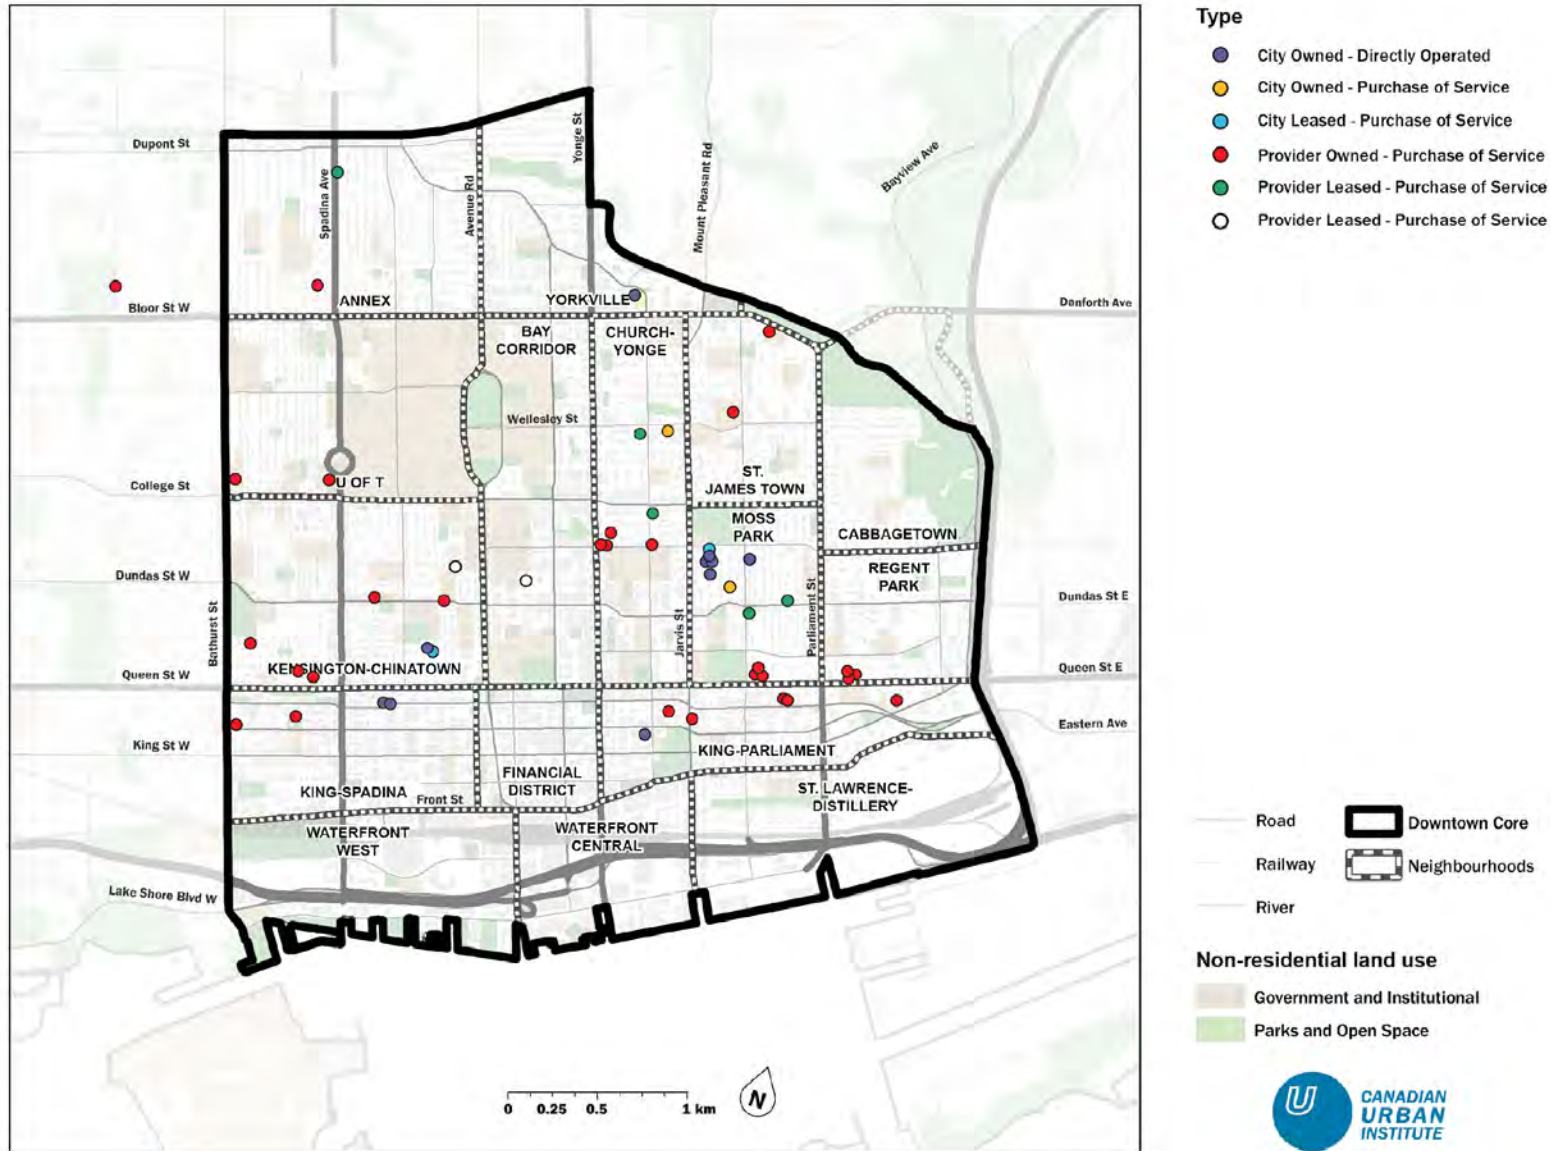 Type
City Owned - Directly Operated
City Owned - Purchase of Service
City Leased - Purchase of Service
Provider Owned - Purchase of Service
Provider Leased - Purchase of Service
Provider Leased - Purchase of Service
Dupont St
Spadina Ave
Avenue Rd
Yonge St
Mount Pleasant Rd
Bayview Ave
Bloor St W
ANNEX
YORKVILLE
Danforth Ave
BAY
CORRIDOR
CHURCH-
YONGE
Wellesley St
College St
U OF T
ST.
JAMES TOWN
MOSS
PARK
CABBAGETOWN
REGENT
PARK
Dundas St W
Dundas St E
Bathurst St
Jarvis St
Parliament St
KENSINGTON-CHINATOWN
Queen St W
Queen St E
Eastern Ave
King St W
KING-PARLIAMENT
FINANCIAL
DISTRICT
KING-SPADINA
Front St
ST. LAWRENCE-
DISTILLERY
WATERFRONT
WEST
WATERFRONT
CENTRAL
Lake Shore Blvd W
Road
Railway
River
Downtown Core
Neighbourhoods
Non-residential land use
Government and Institutional
Parks and Open Space
0 0.25 0.5 1 km
N
U
CANADIAN
URBAN
INSTITUTE